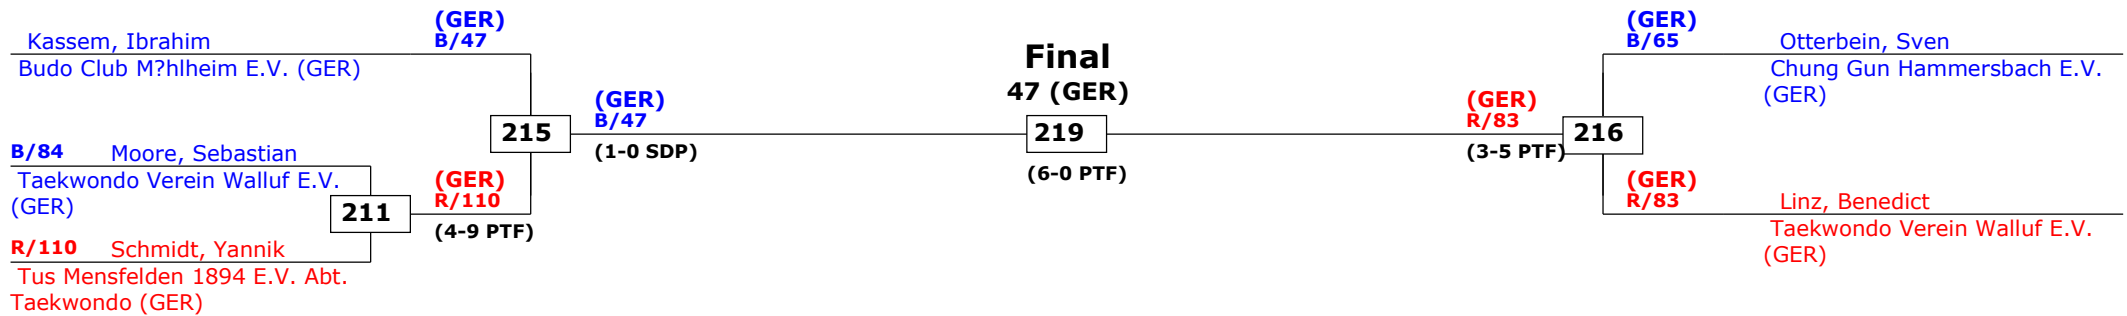 (GER)
B/47
Kassem, Ibrahim
Budo Club M?hlheim E.V. (GER)
B/84
Moore, Sebastian
Taekwondo Verein Walluf E.V.
(GER)
R/110
Schmidt, Yannik
Tus Mensfelden 1894 E.V. Abt.
Taekwondo (GER)
211
(GER)
R/110
(4-9 PTF)
215
(GER)
B/47
(1-0 SDP)
Final
47 (GER)
219
(6-0 PTF)
(GER)
R/83
(3-5 PTF)
216
(GER)
B/65
Otterbein, Sven
Chung Gun Hammersbach E.V.
(GER)
(GER)
R/83
Linz, Benedict
Taekwondo Verein Walluf E.V.
(GER)